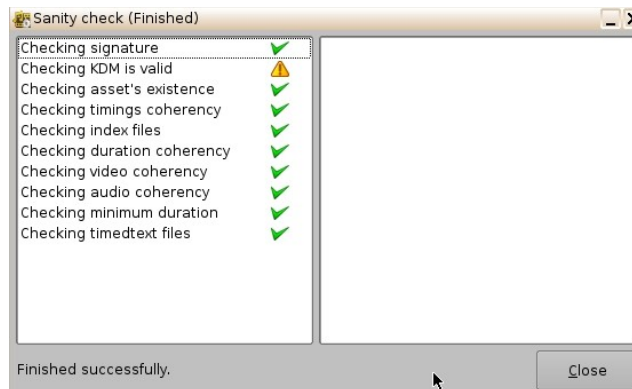 Sanity check (Finished)
Checking signature
Checking KDM is valid
Checking asset's existence
Checking timings coherency
Checking index files
Checking duration coherency
Checking video coherency
Checking audio coherency
Checking minimum duration
Checking timedtext files
Finished successfully.
Close